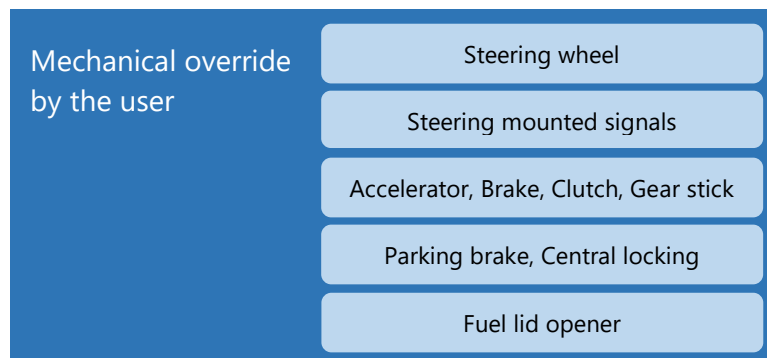 Mechanical override
by the user
Steering wheel
Steering mounted signals
Accelerator, Brake, Clutch, Gear stick
Parking brake, Central locking
Fuel lid opener